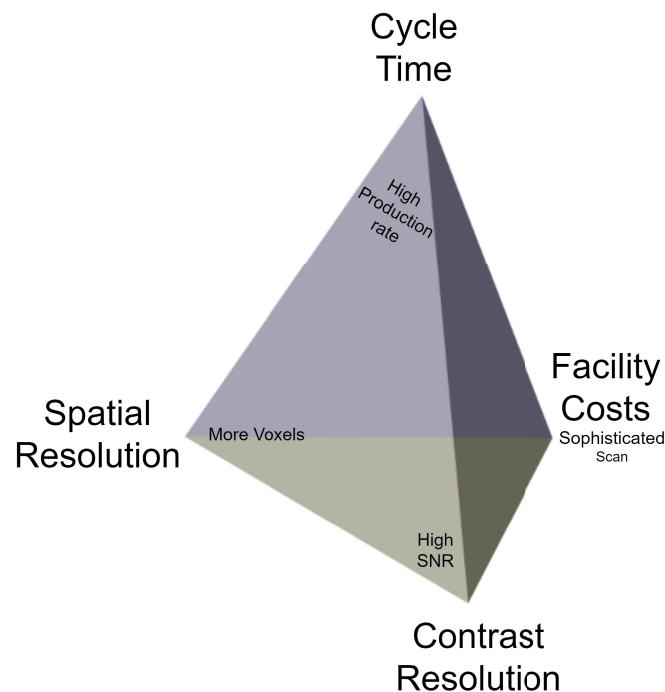 Cycle
Time
High
Production
rate
Facility
Costs
Sophisticated
Scan
Spatial
Resolution
More Voxels
High
SNR
Contrast
Resolution